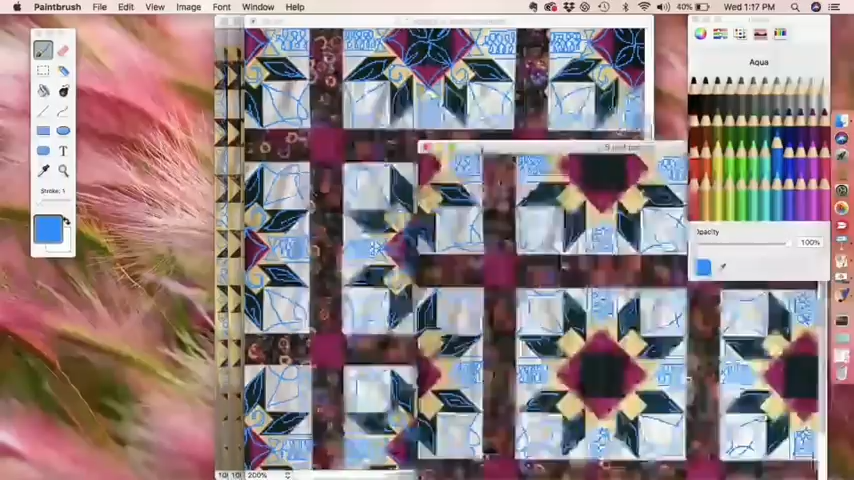 Paintbrush File Edit View Image Font Window Help
40% Wed 1:17 PM
Aqua
Stroke: 1
Opacity
100%
200%